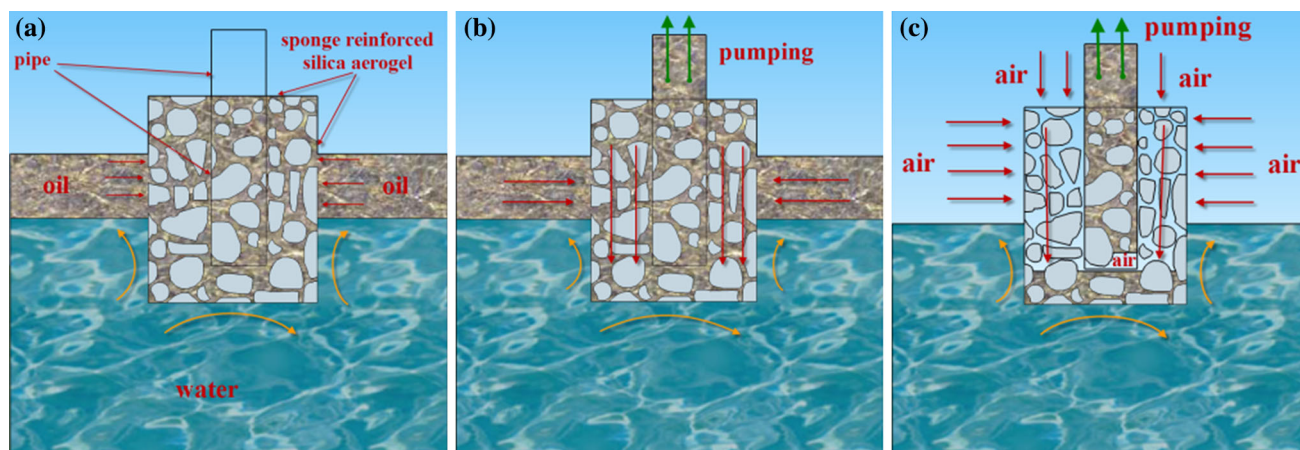 (a)
pipe
sponge reinforced
silica aerogel
oil
oil
water
(b)
pumping
(c)
pumping
air
air
air
air
air